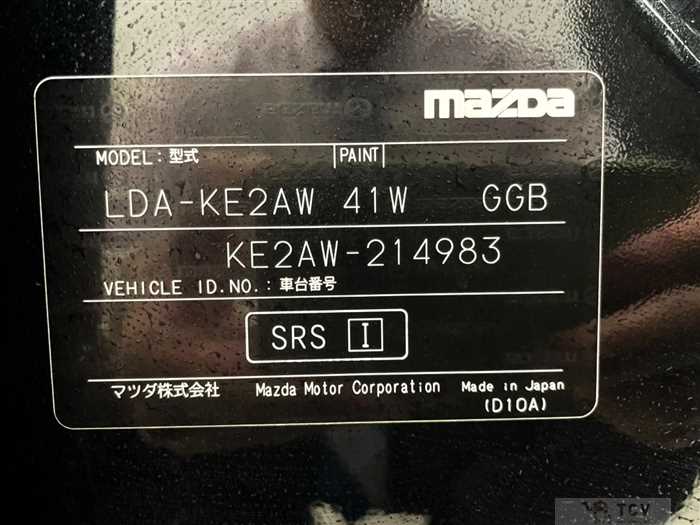 mazda
MODEL：型式 PAINT
LDA-KE2AW 41W GGB
KE2AW-214983
VEHICLE ID.NO.：車台番号
SRS I
マツダ株式会社 Mazda Motor Corporation Made in Japan
(D10A)
TCV